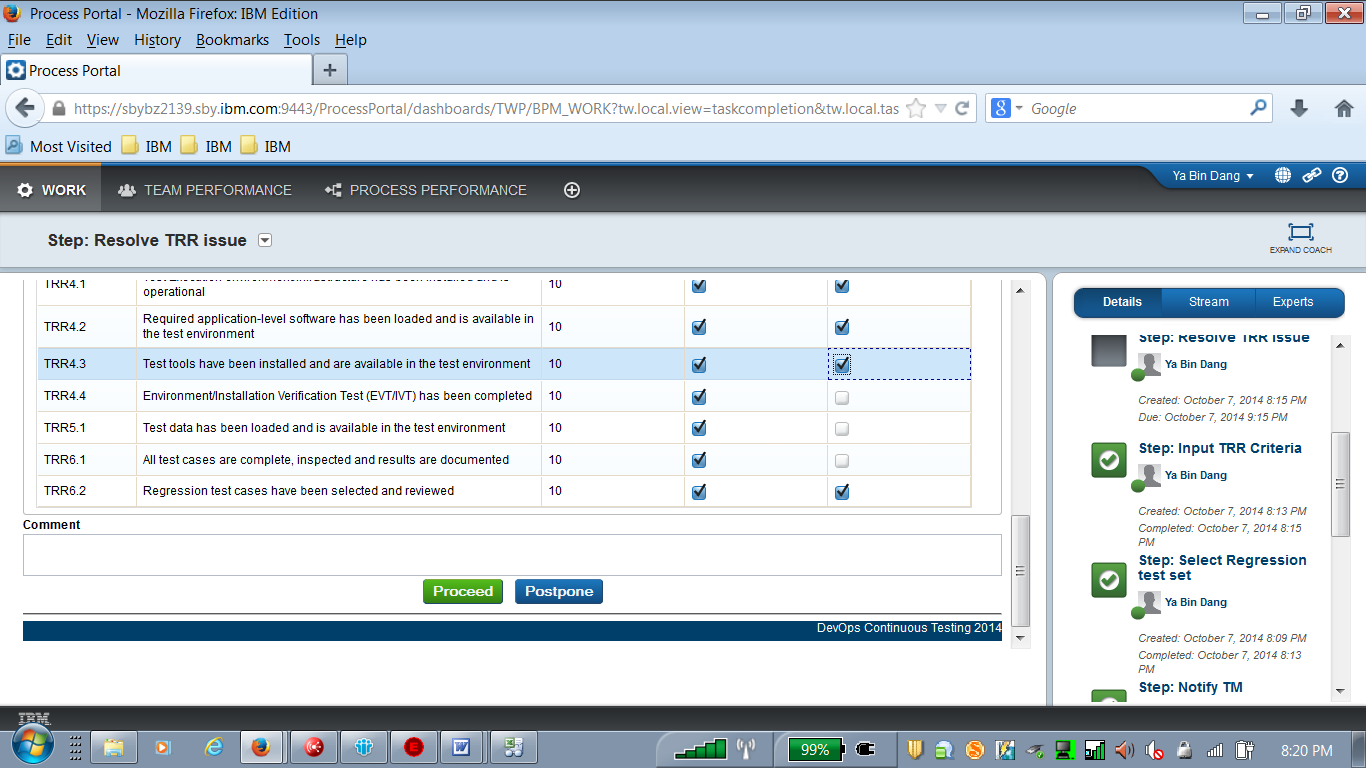 Process Portal - Mozilla Firefox: IBM Edition
File Edit View History Bookmarks Tools Help
Process Portal
https://sbybz2139.sby.ibm.com:9443/ProcessPortal/dashboards/TWP/BPM_WORK?tw.local.view=taskcompletion&tw.local.tas
Google
Most Visited IBM IBM IBM
WORK TEAM PERFORMANCE PROCESS PERFORMANCE
Ya Bin Dang
Step: Resolve TRR issue
EXPAND COACH
TRR4.1 operational 10
TRR4.2 Required application-level software has been loaded and is available in
the test environment 10
TRR4.3 Test tools have been installed and are available in the test environment 10
TRR4.4 Environment/Installation Verification Test (EVT/IVT) has been completed 10
TRR5.1 Test data has been loaded and is available in the test environment 10
TRR6.1 All test cases are complete, inspected and results are documented 10
TRR6.2 Regression test cases have been selected and reviewed 10
Comment
Proceed Postpone
DevOps Continuous Testing 2014
Details Stream Experts
Step: Resolve TRR issue
Ya Bin Dang
Created: October 7, 2014 8:15 PM
Due: October 7, 2014 9:15 PM
Step: Input TRR Criteria
Ya Bin Dang
Created: October 7, 2014 8:13 PM
Completed: October 7, 2014 8:15
PM
Step: Select Regression
test set
Ya Bin Dang
Created: October 7, 2014 8:09 PM
Completed: October 7, 2014 8:13
PM
Step: Notify TM
IBM
99%
8:20 PM